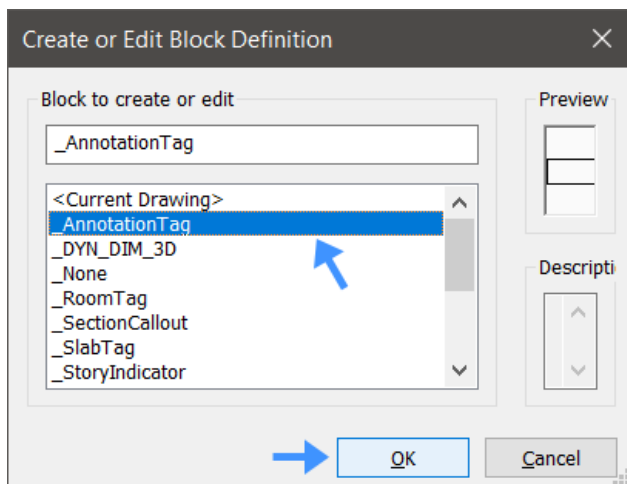 Create or Edit Block Definition
Block to create or edit
_AnnotationTag
<Current Drawing>
_AnnotationTag
_DYN_DIM_3D
_None
_RoomTag
_SectionCallout
_SlabTag
_StoryIndicator
Preview
Descripti
OK
Cancel